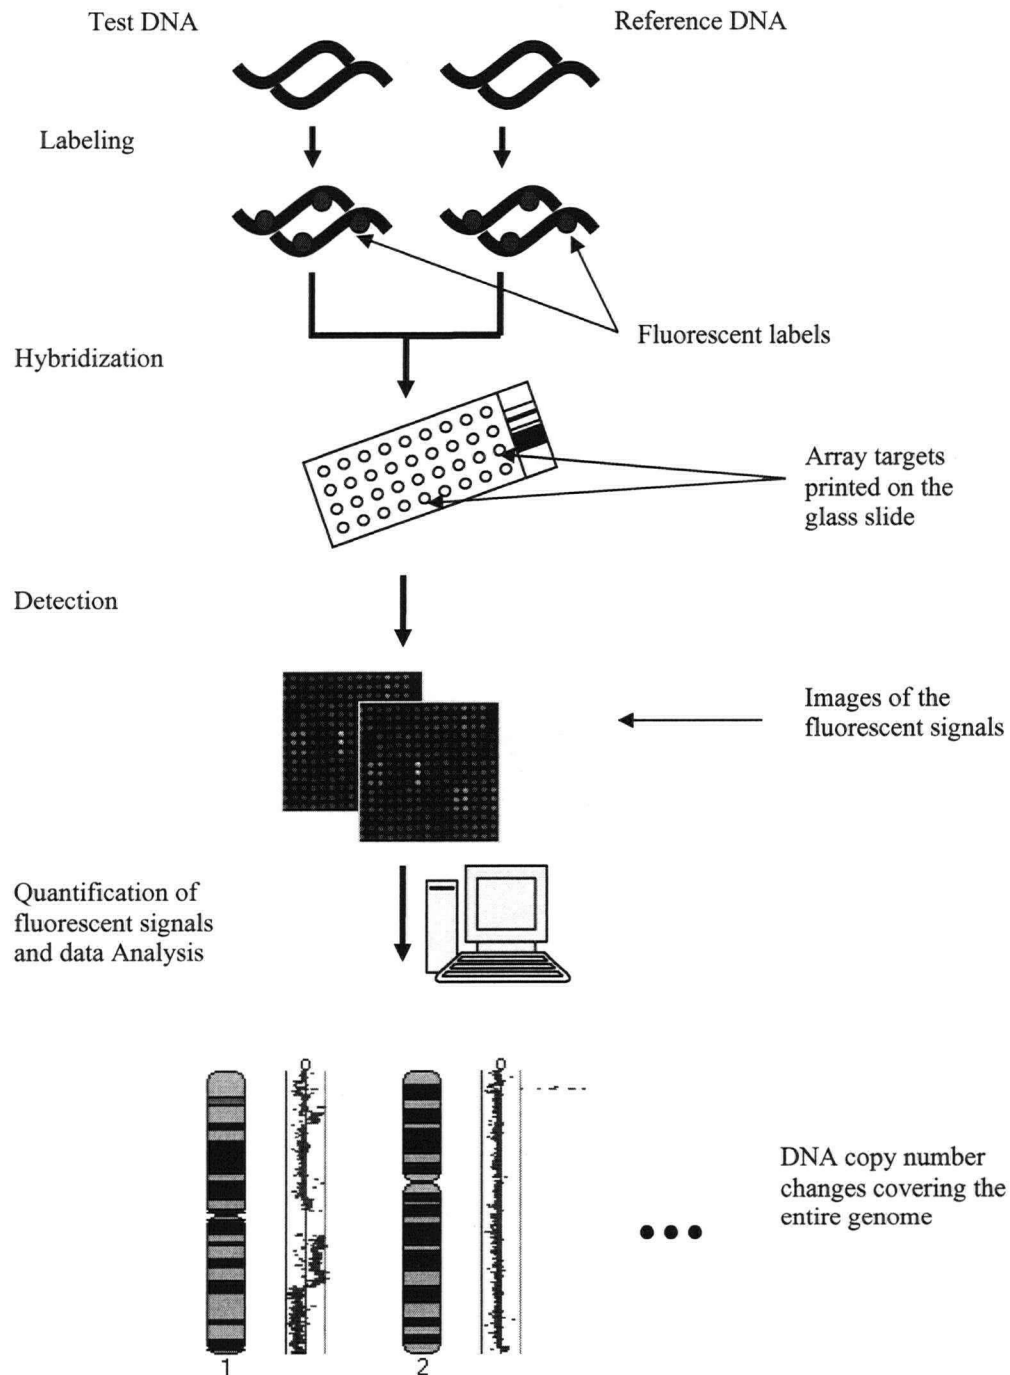 Test DNA
Reference DNA
Labeling
Fluorescent labels
Hybridization
Array targets
printed on the
glass slide
Detection
Images of the
fluorescent signals
Quantification of
fluorescent signals
and data Analysis
0
0
DNA copy number
changes covering the
entire genome
1
2